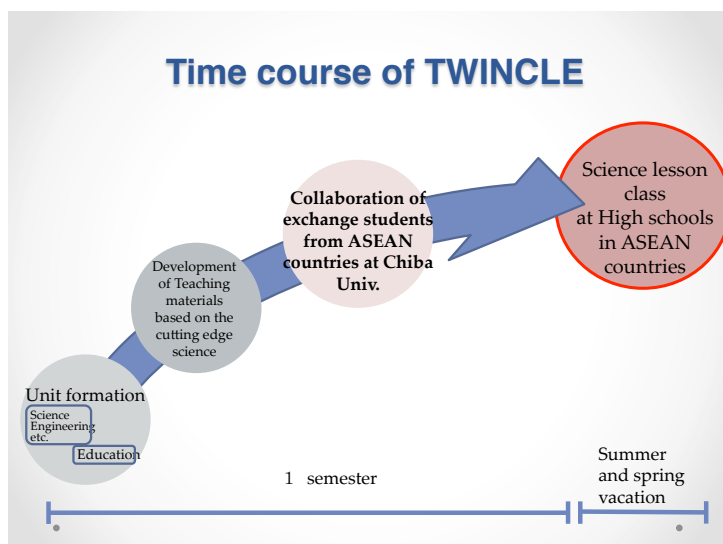 Time course of TWINCLE
Unit formation
Science
Engineering
etc.
Education
Development
of Teaching
materials
based on the
cutting edge
science
Collaboration of
exchange students
from ASEAN
countries at Chiba
Univ.
Science lesson
class
at High schools
in ASEAN
countries
1 semester
Summer
and spring
vacation